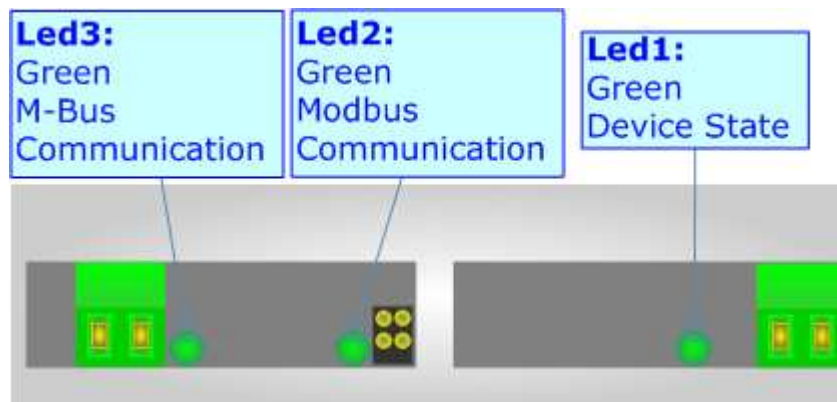 Led3:
Green
M-Bus
Communication
Led2:
Green
Modbus
Communication
Led1:
Green
Device State